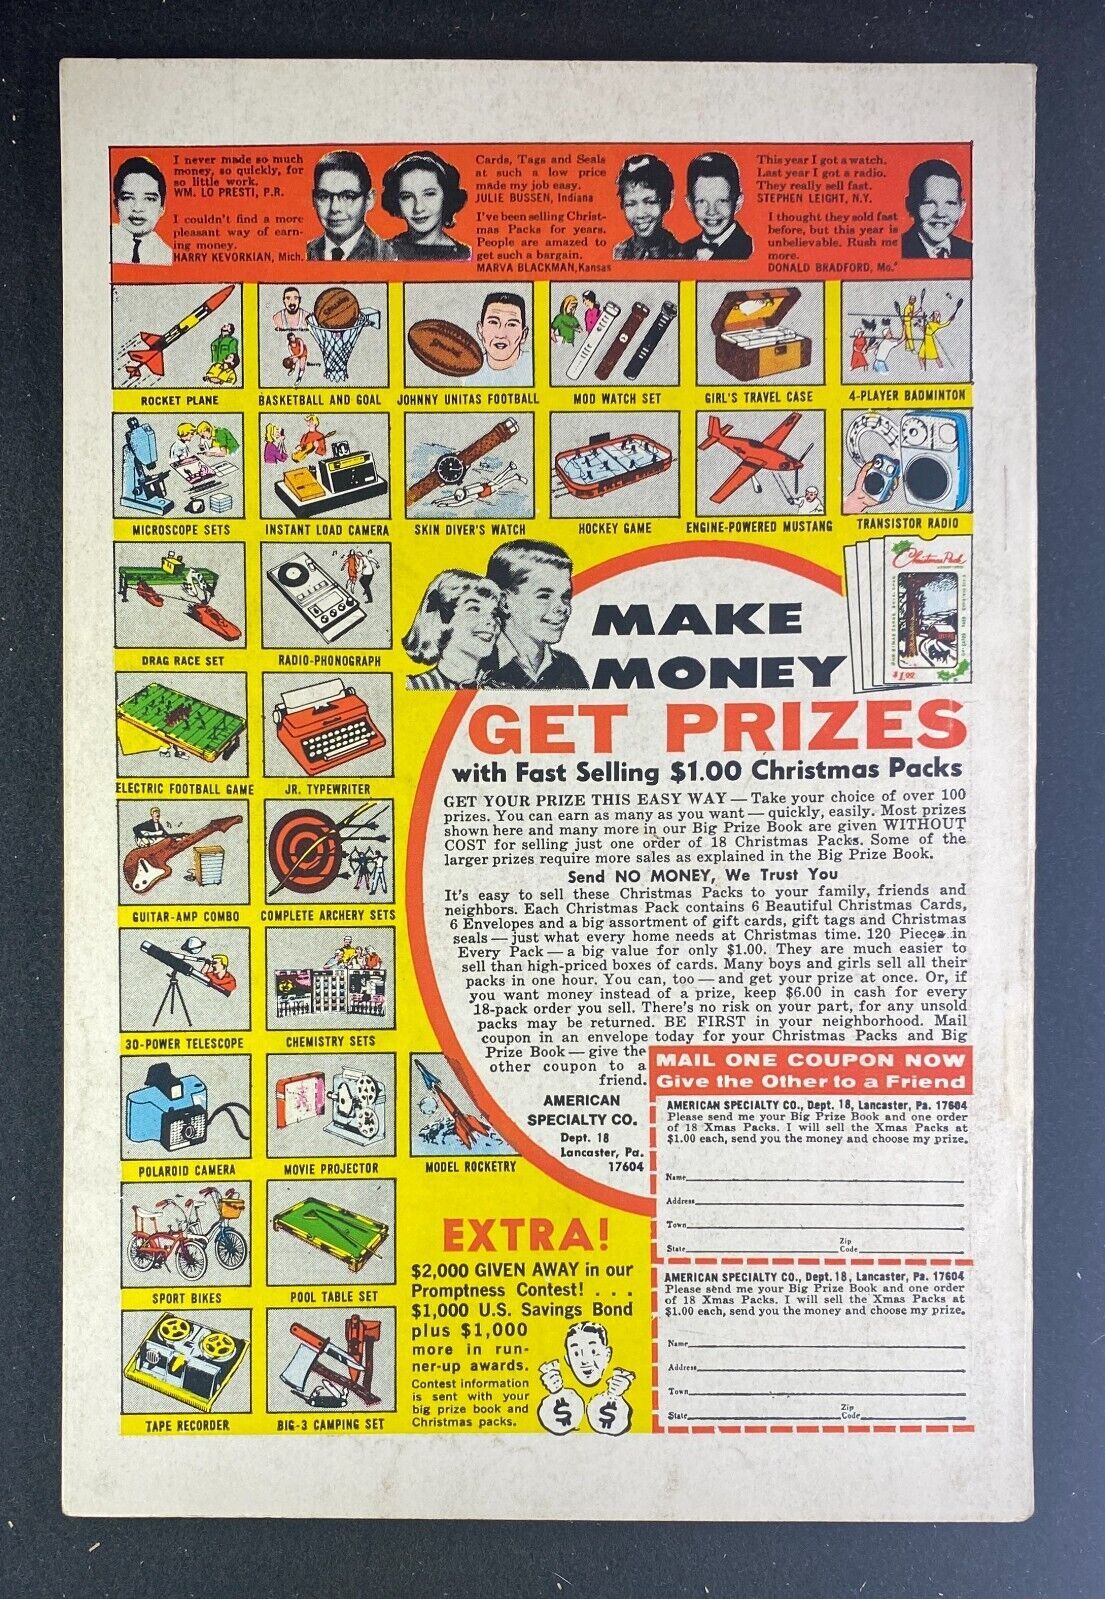 I never made so much
money, so quickly, for
so little work.
WM. LO PRESTI, P.R.
I couldn't find a more
pleasant way of earn-
ing money.
HARRY KEVORKIAN, Mich.
Cards, Tags and Seals
at such a low price
made my job easy.
JULIE BUSSEN, Indiana
I've been selling Christ-
mas Packs for years.
People are amazed to
get such a bargain.
MARVA BLACKMAN, Kansas
This year I got a watch.
Last year I got a radio.
They really sell fast.
STEPHEN LEIGHT, N.Y.
I thought they sold fast
before, but this year is
unbelievable. Rush me
more.
DONALD BRADFORD, Mo.
Chamberlain
Barry
ROCKET PLANE
BASKETBALL AND GOAL
JOHNNY UNITAS FOOTBALL
MOD WATCH SET
GIRL'S TRAVEL CASE
4-PLAYER BADMINTON
MICROSCOPE SETS
INSTANT LOAD CAMERA
SKIN DIVER'S WATCH
HOCKEY GAME
ENGINE-POWERED MUSTANG
TRANSISTOR RADIO
DRAG RACE SET
RADIO-PHONOGRAPH
ELECTRIC FOOTBALL GAME
JR. TYPEWRITER
GUITAR-AMP COMBO
COMPLETE ARCHERY SETS
30-POWER TELESCOPE
CHEMISTRY SETS
POLAROID CAMERA
MOVIE PROJECTOR
MODEL ROCKETRY
SPORT BIKES
POOL TABLE SET
TAPE RECORDER
BIG-3 CAMPING SET
Christmas Pack
$1.00
MAKE
MONEY
GET PRIZES
with Fast Selling $1.00 Christmas Packs
GET YOUR PRIZE THIS EASY WAY — Take your choice of over 100
prizes. You can earn as many as you want — quickly, easily. Most prizes
shown here and many more in our Big Prize Book are given WITHOUT
COST for selling just one order of 18 Christmas Packs. Some of the
larger prizes require more sales as explained in the Big Prize Book.
Send NO MONEY, We Trust You
It's easy to sell these Christmas Packs to your family, friends and
neighbors. Each Christmas Pack contains 6 Beautiful Christmas Cards,
6 Envelopes and a big assortment of gift cards, gift tags and Christmas
seals — just what every home needs at Christmas time. 120 Pieces in
Every Pack — a big value for only $1.00. They are much easier to
sell than high-priced boxes of cards. Many boys and girls sell all their
packs in one hour. You can, too — and get your prize at once. Or, if
you want money instead of a prize, keep $6.00 in cash for every
18-pack order you sell. There's no risk on your part, for any unsold
packs may be returned. BE FIRST in your neighborhood. Mail
coupon in an envelope today for your Christmas Packs and Big
Prize Book — give the
other coupon to a
friend.
AMERICAN
SPECIALTY CO.
Dept. 18
Lancaster, Pa.
17604
MAIL ONE COUPON NOW
Give the Other to a Friend
AMERICAN SPECIALTY CO., Dept. 18, Lancaster, Pa. 17604
Please send me your Big Prize Book and one order
of 18 Xmas Packs. I will sell the Xmas Packs at
$1.00 each, send you the money and choose my prize.
Name
Address
Town
State Zip Code
AMERICAN SPECIALTY CO., Dept. 18, Lancaster, Pa. 17604
Please send me your Big Prize Book and one order
of 18 Xmas Packs. I will sell the Xmas Packs at
$1.00 each, send you the money and choose my prize.
Name
Address
Town
State Zip Code
EXTRA!
$2,000 GIVEN AWAY in our
Promptness Contest! . . .
$1,000 U.S. Savings Bond
plus $1,000
more in run-
ner-up awards.
Contest information
is sent with your
big prize book and
Christmas packs.
$ $